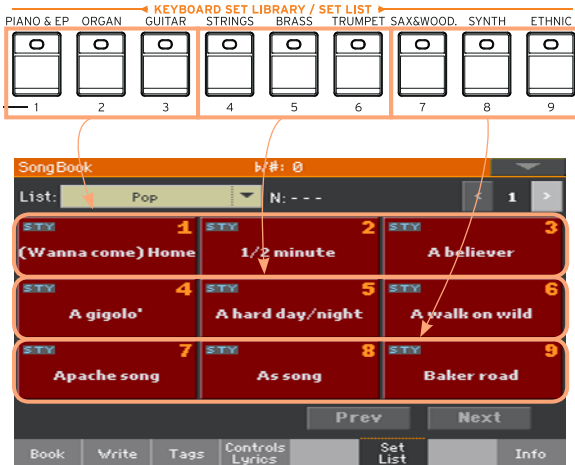 KEYBOARD SET LIBRARY / SET LIST
PIANO & EP ORGAN GUITAR STRINGS BRASS TRUMPET SAX&WOOD. SYNTH ETHNIC
1 2 3 4 5 6 7 8 9
SongBook ♭/#: 0
List: Pop N: --- < 1 >
STY 1 STY 2 STY 3
(Wanna come) Home 1/2 minute A believer
STY 4 STY 5 STY 6
A gigolo' A hard day/night A walk on wild
STY 7 STY 8 STY 9
Apache song As song Baker road
Prev Next
Book Write Tags Controls Lyrics Set List Info